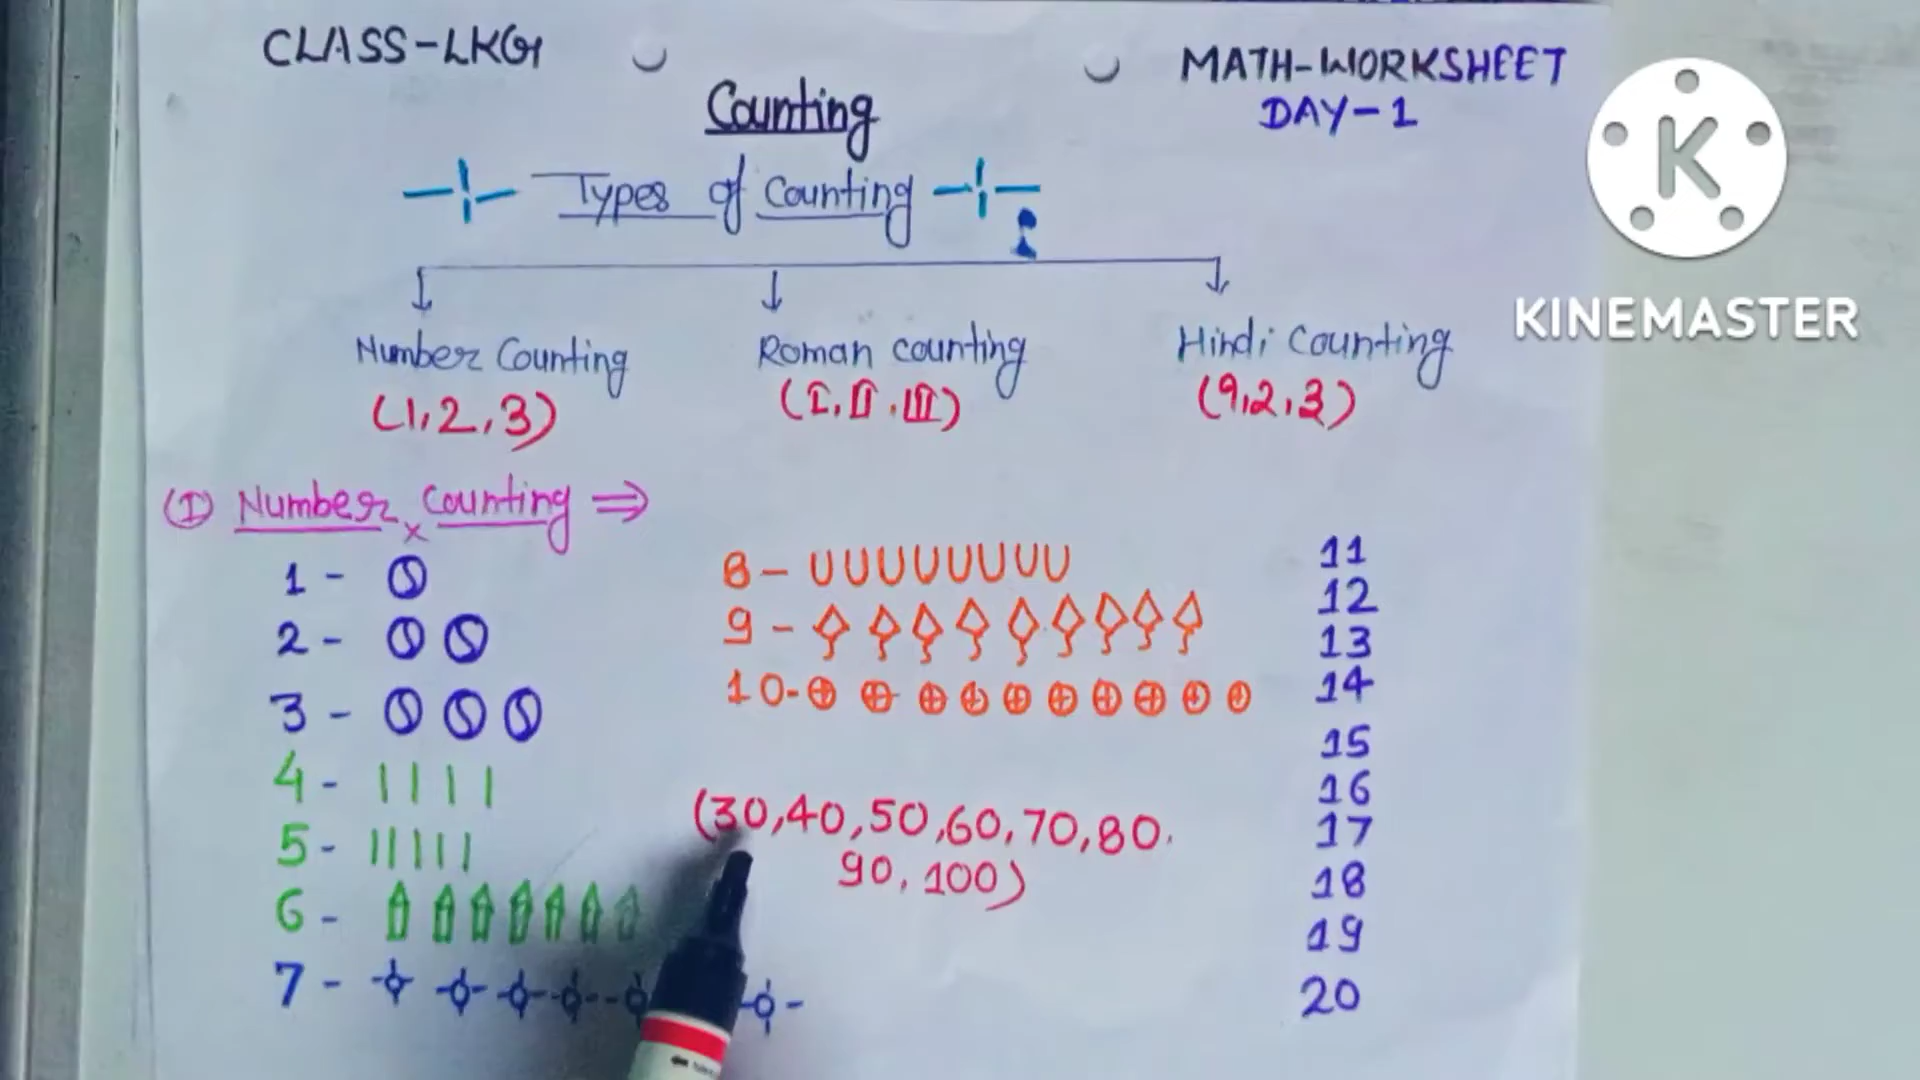 CLASS-LKG
MATH-WORKSHEET
DAY-1
Counting
Types of Counting
Number Counting
(1,2,3)
Roman counting
(I,II,III)
Hindi Counting
(१,२,३)
(I) Number Counting ⇒
1 -
2 -
3 -
4 -
5 -
6 -
7 -
8 - UUUUUUUU
9 -
10-
(30,40,50,60,70,80.
90,100)
11
12
13
14
15
16
17
18
19
20
K
KINEMASTER